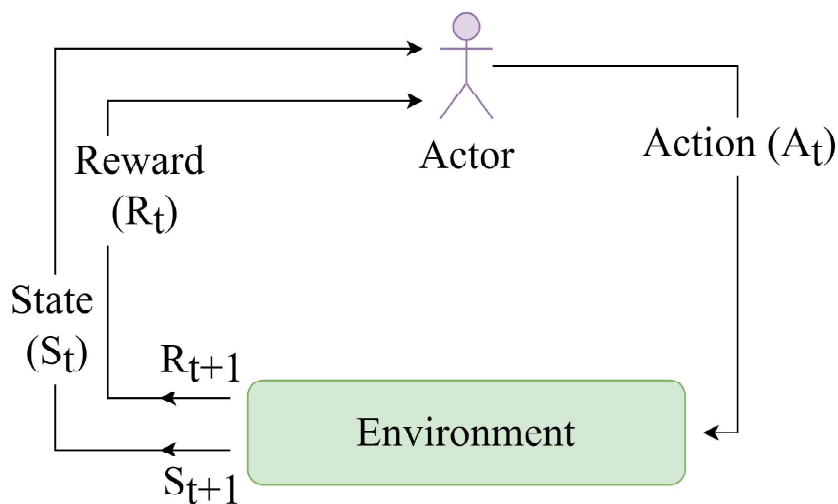 Actor
Action (At)
Reward
(Rt)
State
(St)
Rt+1
Environment
St+1